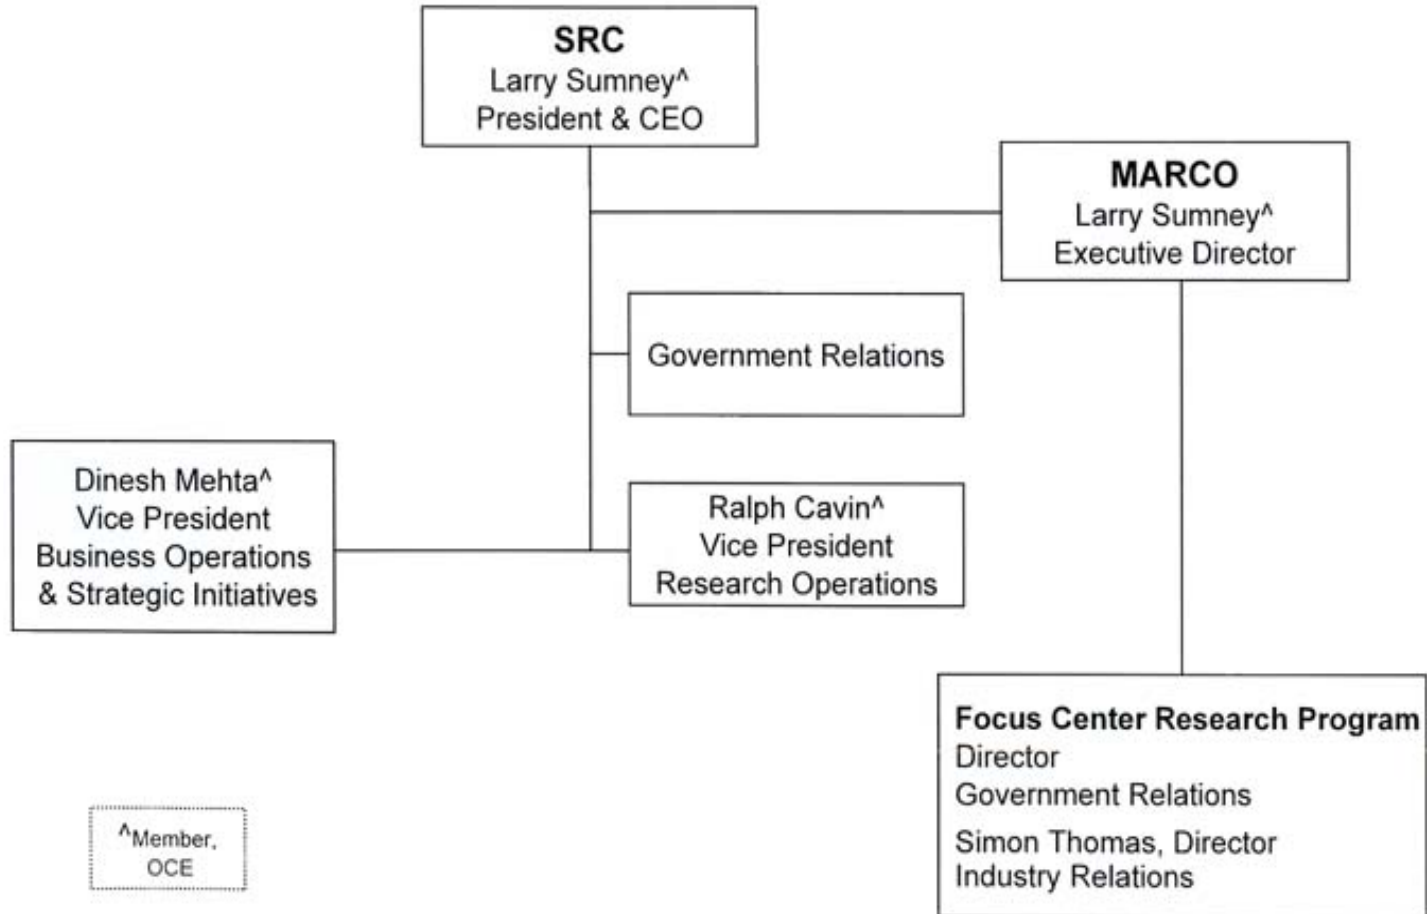 SRC
Larry Sumney^
President & CEO
MARCO
Larry Sumney^
Executive Director
Government Relations
Dinesh Mehta^
Vice President
Business Operations
& Strategic Initiatives
Ralph Cavin^
Vice President
Research Operations
Focus Center Research Program
Director
Government Relations
Simon Thomas, Director
Industry Relations
^Member,
OCE